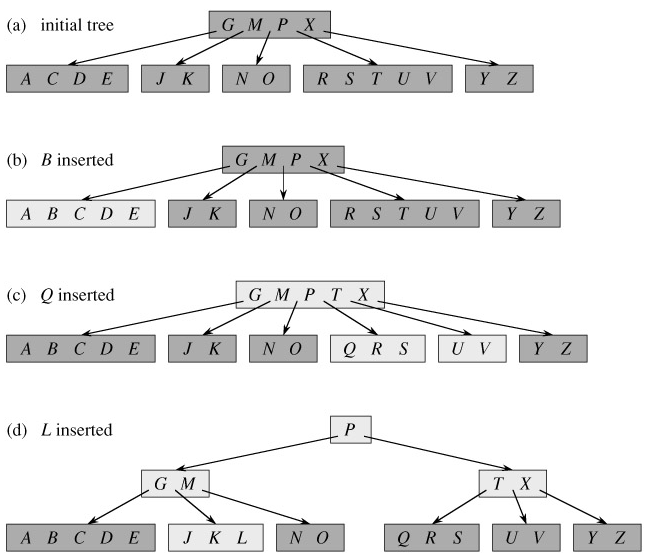 (a) initial tree
G M P X
A C D E J K N O R S T U V Y Z
(b) B inserted
G M P X
A B C D E J K N O R S T U V Y Z
(c) Q inserted
G M P T X
A B C D E J K N O Q R S U V Y Z
(d) L inserted
P
G M T X
A B C D E J K L N O Q R S U V Y Z